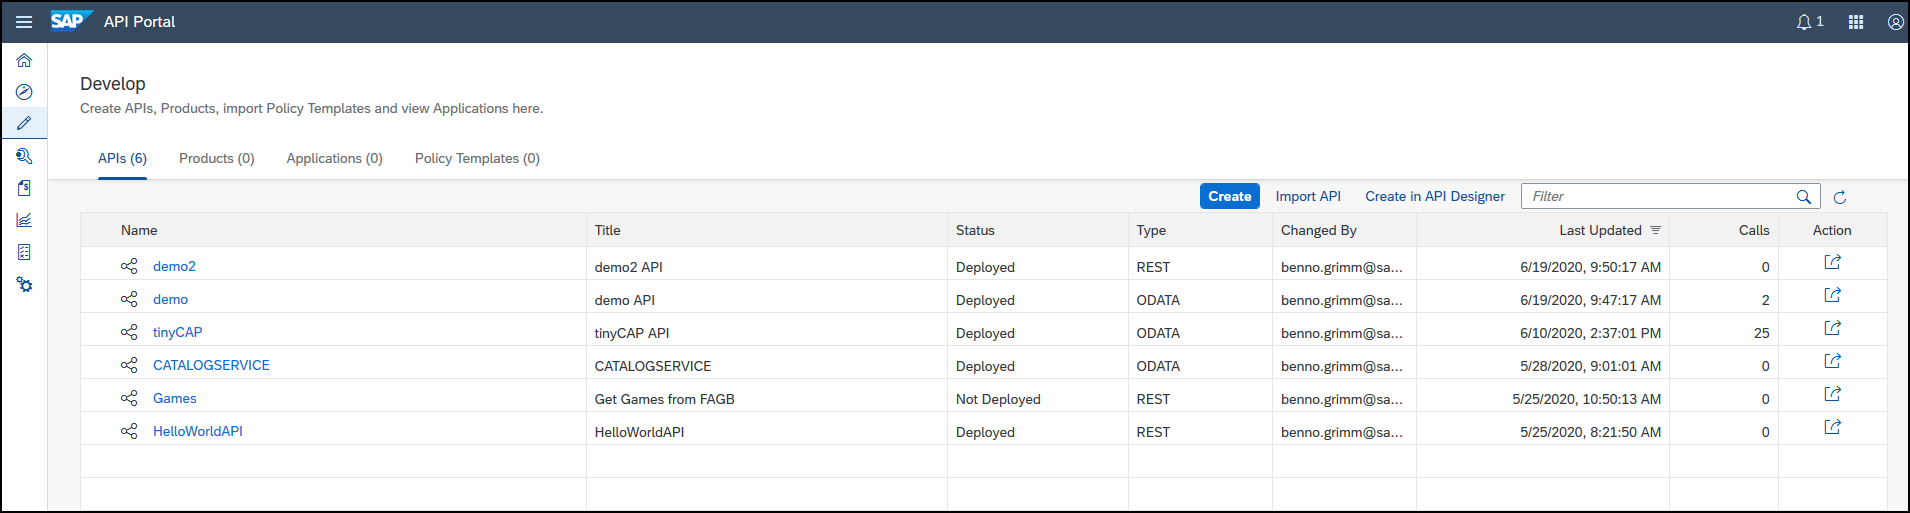 SAP API Portal 1
Develop
Create APIs, Products, import Policy Templates and view Applications here.
APIs (6) Products (0) Applications (0) Policy Templates (0)
Create Import API Create in API Designer Filter
Name Title Status Type Changed By Last Updated Calls Action
demo2 demo2 API Deployed REST benno.grimm@sa... 6/19/2020, 9:50:17 AM 0
demo demo API Deployed ODATA benno.grimm@sa... 6/19/2020, 9:47:17 AM 2
tinyCAP tinyCAP API Deployed ODATA benno.grimm@sa... 6/10/2020, 2:37:01 PM 25
CATALOGSERVICE CATALOGSERVICE Deployed ODATA benno.grimm@sa... 5/28/2020, 9:01:01 AM 0
Games Get Games from FAGB Not Deployed REST benno.grimm@sa... 5/25/2020, 10:50:13 AM 0
HelloWorldAPI HelloWorldAPI Deployed REST benno.grimm@sa... 5/25/2020, 8:21:50 AM 0